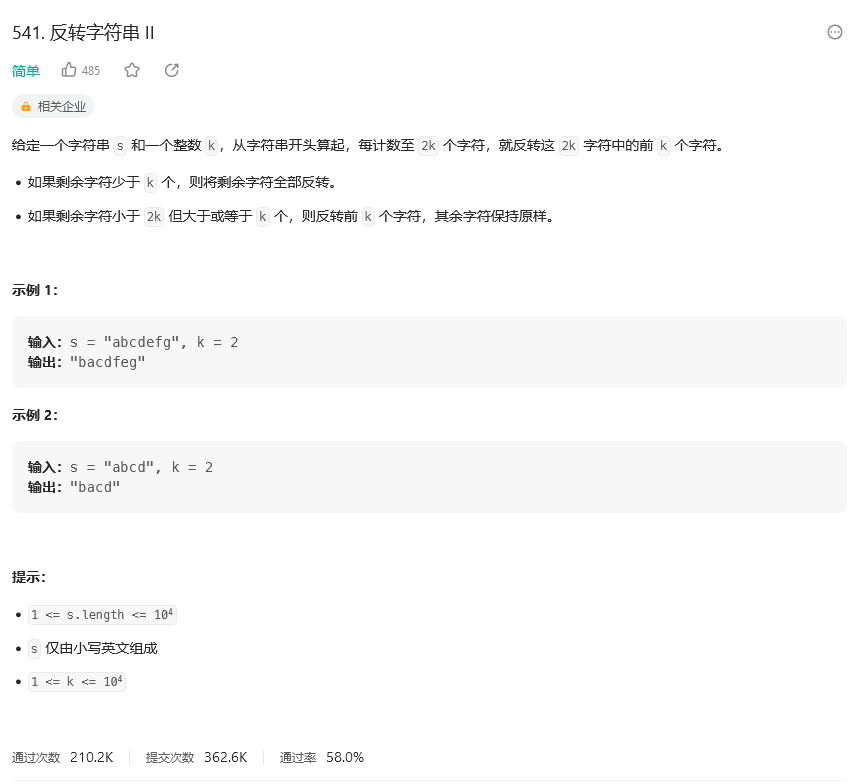 541. 反转字符串 II
简单 485
相关企业
给定一个字符串 s 和一个整数 k，从字符串开头算起，每计数至 2k 个字符，就反转这 2k 字符中的前 k 个字符。
• 如果剩余字符少于 k 个，则将剩余字符全部反转。
• 如果剩余字符小于 2k 但大于或等于 k 个，则反转前 k 个字符，其余字符保持原样。
示例 1：
输入：s = "abcdefg", k = 2
输出："bacdfeg"
示例 2：
输入：s = "abcd", k = 2
输出："bacd"
提示：
• 1 <= s.length <= 10⁴
• s 仅由小写英文组成
• 1 <= k <= 10⁴
通过次数 210.2K 提交次数 362.6K 通过率 58.0%